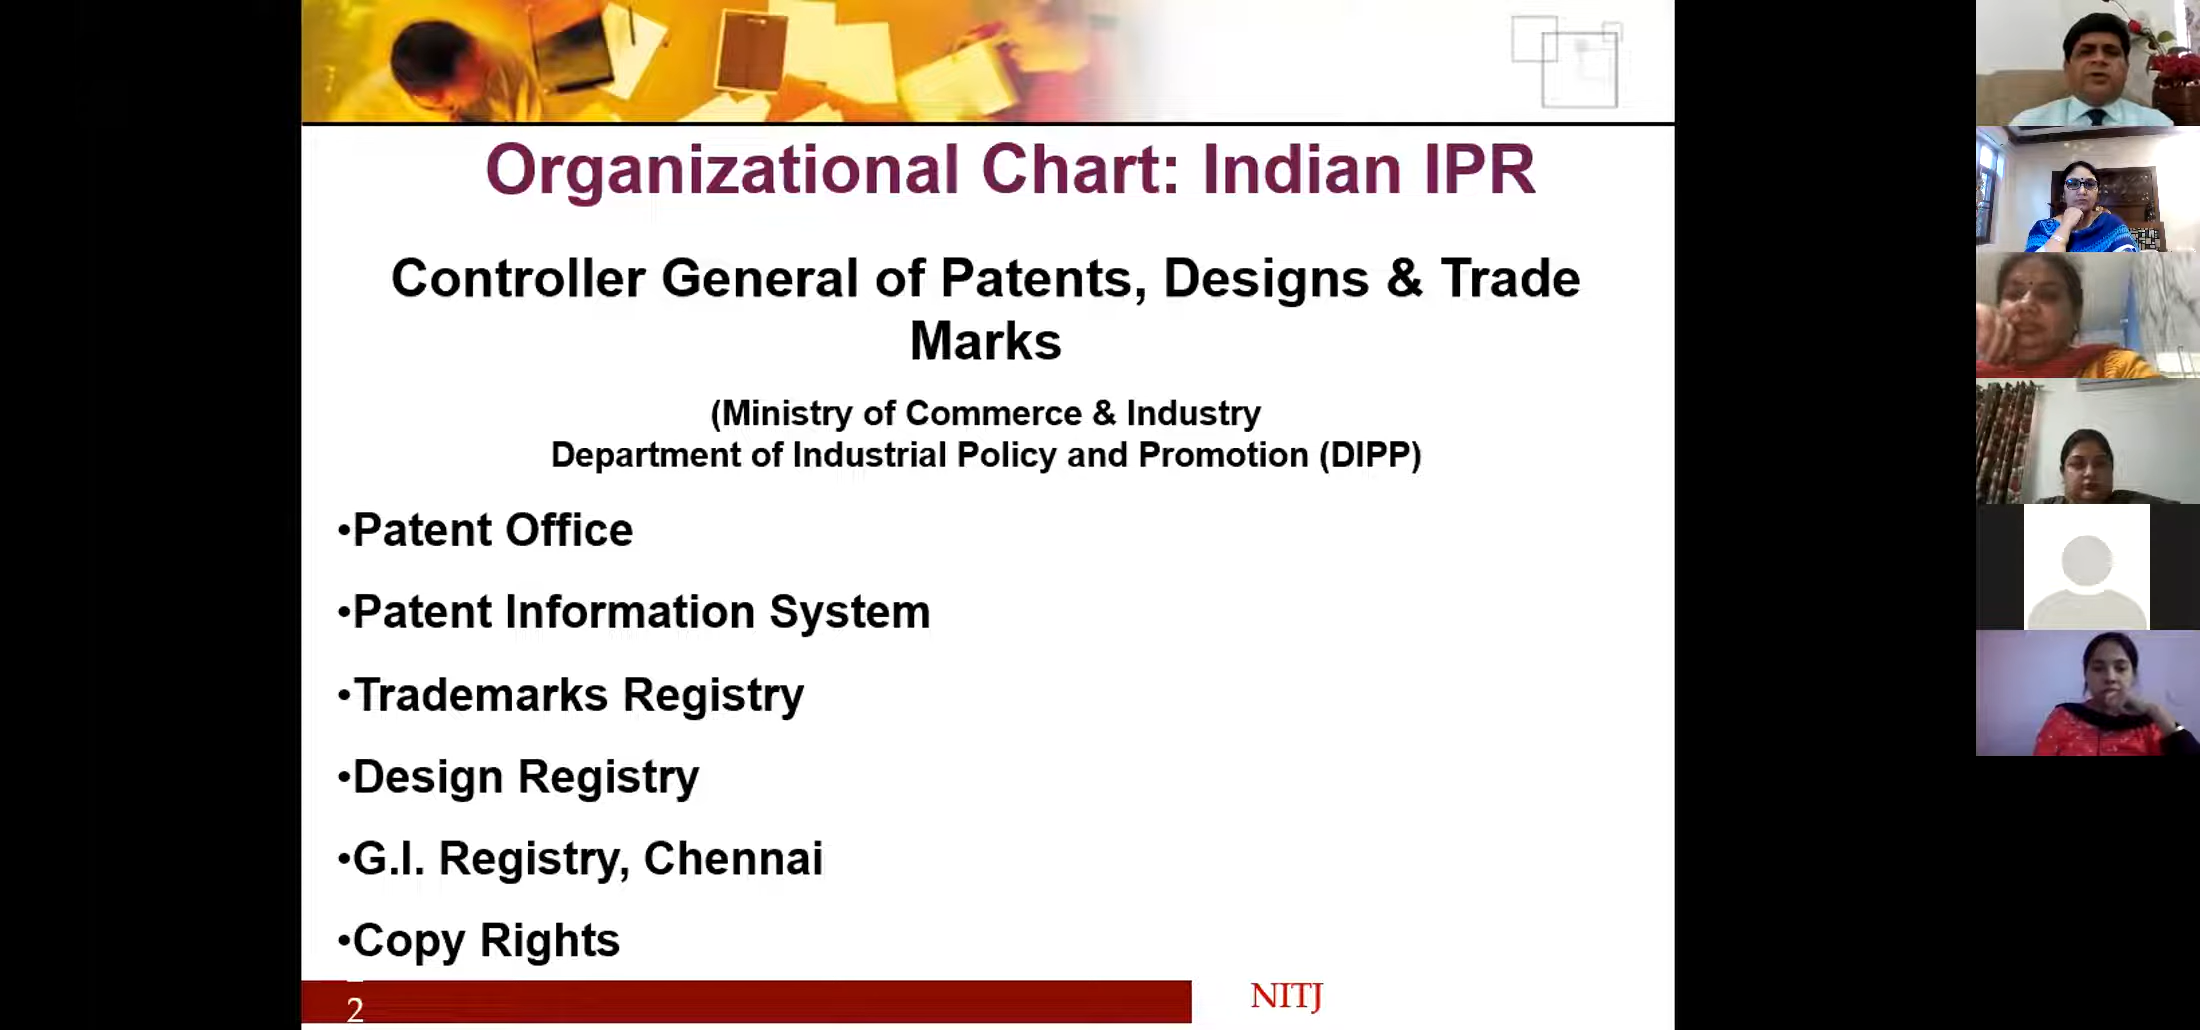 Organizational Chart: Indian IPR
Controller General of Patents, Designs & Trade
Marks
(Ministry of Commerce & Industry
Department of Industrial Policy and Promotion (DIPP)
•Patent Office
•Patent Information System
•Trademarks Registry
•Design Registry
•G.I. Registry, Chennai
•Copy Rights
2
NITJ